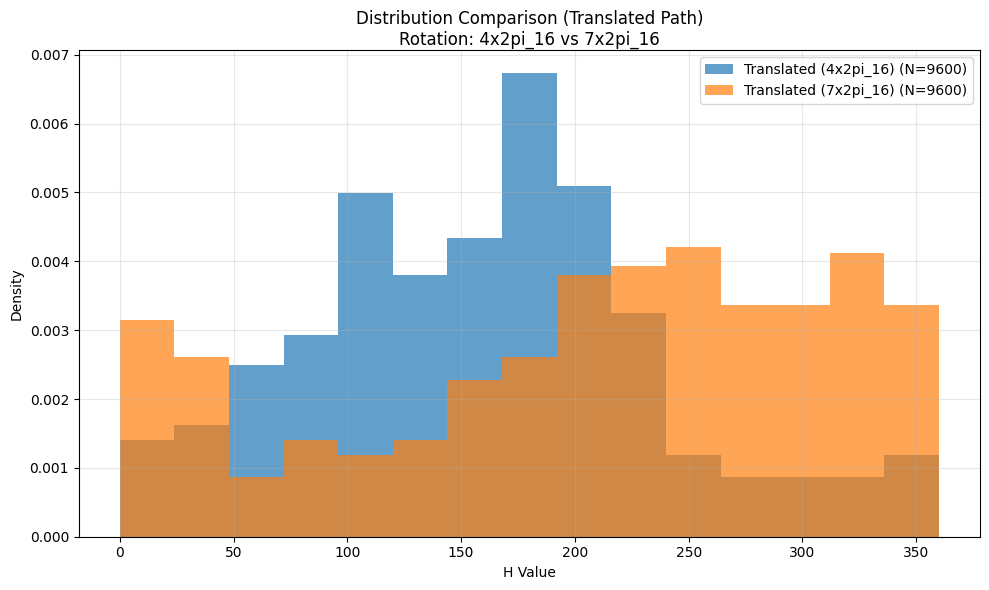 Distribution Comparison (Translated Path)
Rotation: 4x2pi_16 vs 7x2pi_16
Translated (4x2pi_16) (N=9600)
Translated (7x2pi_16) (N=9600)
Density
0.007
0.006
0.005
0.004
0.003
0.002
0.001
0.000
0 50 100 150 200 250 300 350
H Value